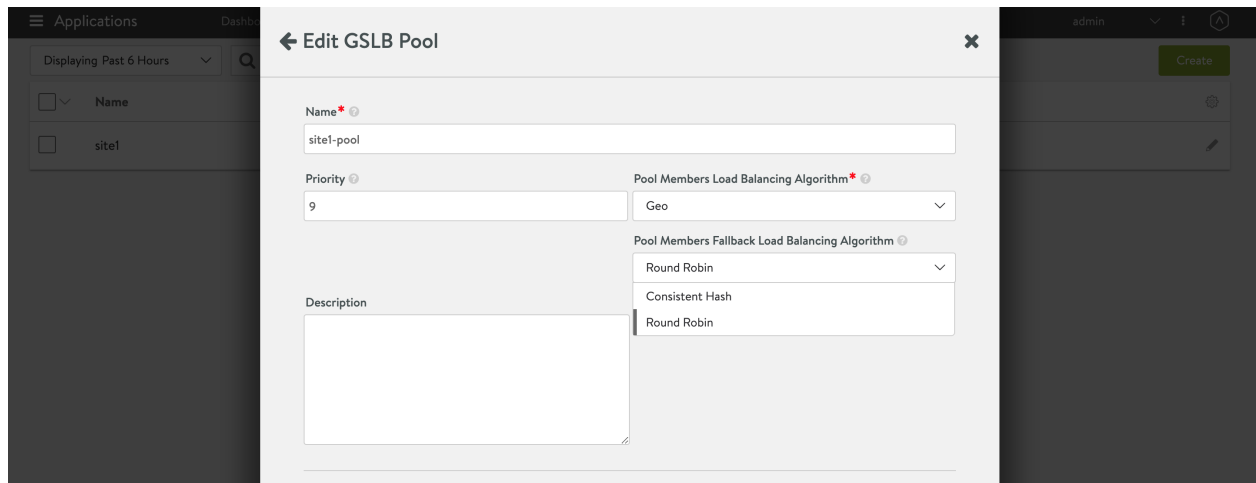 Applications
Dashbo
admin
Edit GSLB Pool
Displaying Past 6 Hours
Create
Name
site1
Name*
site1-pool
Priority
Pool Members Load Balancing Algorithm*
9
Geo
Pool Members Fallback Load Balancing Algorithm
Round Robin
Consistent Hash
Description
Round Robin